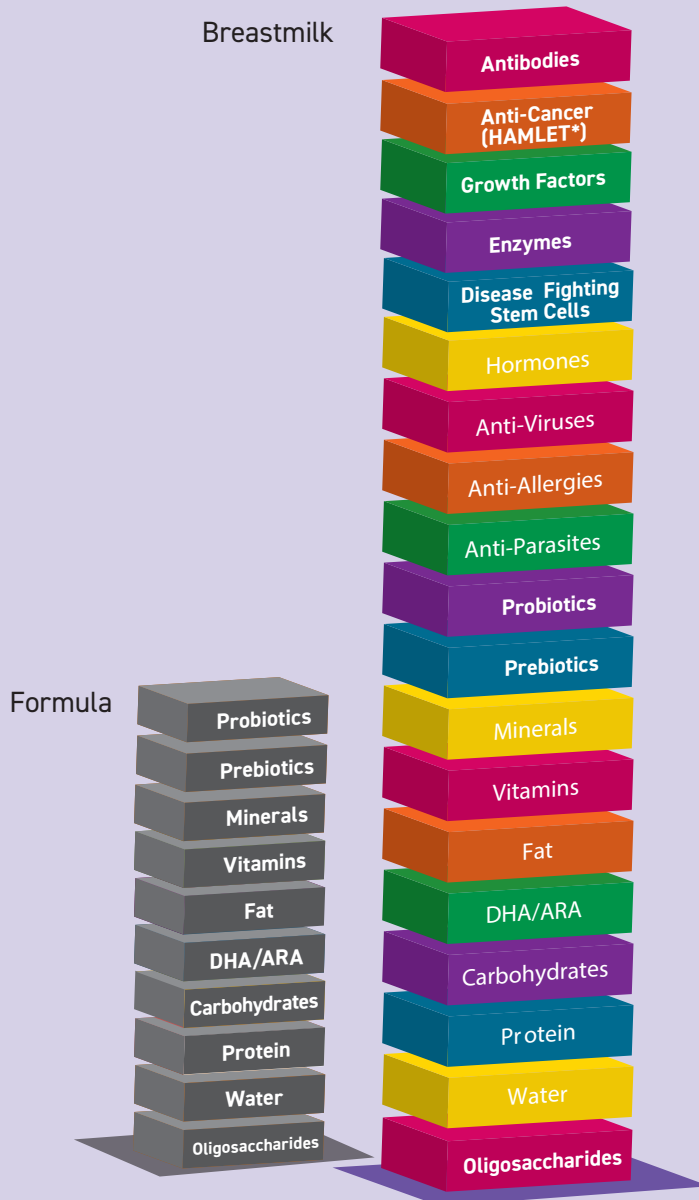 Breastmilk
Antibodies
Anti-Cancer
(HAMLET*)
Growth Factors
Enzymes
Disease Fighting
Stem Cells
Hormones
Anti-Viruses
Anti-Allergies
Anti-Parasites
Probiotics
Prebiotics
Minerals
Vitamins
Fat
DHA/ARA
Carbohydrates
Protein
Water
Oligosaccharides
Formula
Probiotics
Prebiotics
Minerals
Vitamins
Fat
DHA/ARA
Carbohydrates
Protein
Water
Oligosaccharides